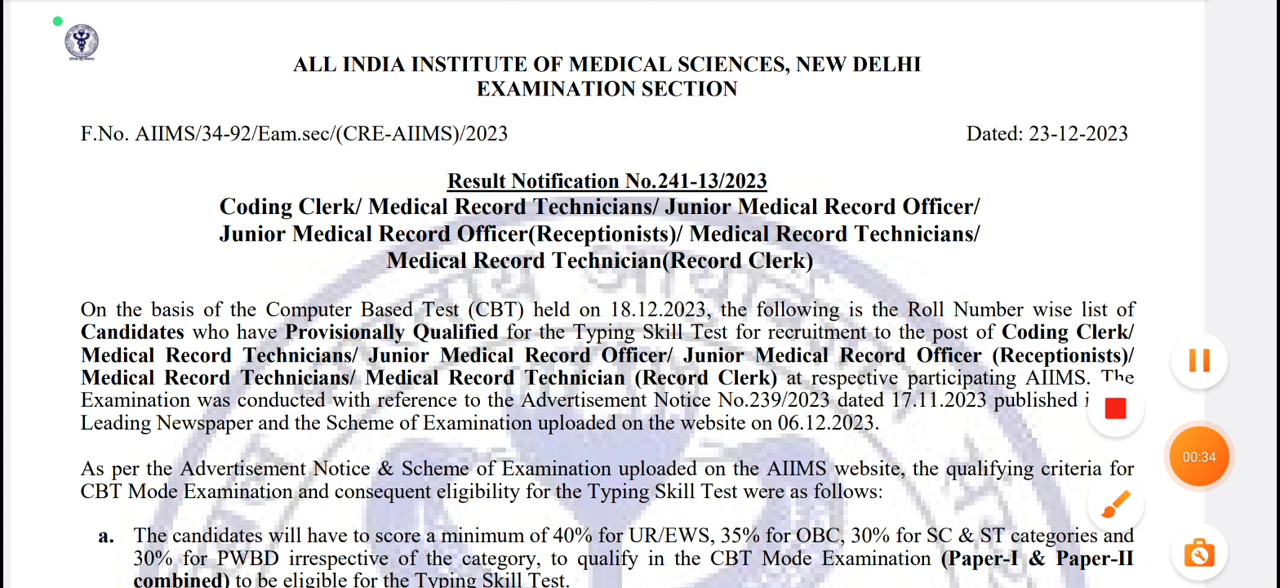 ALL INDIA INSTITUTE OF MEDICAL SCIENCES, NEW DELHI
EXAMINATION SECTION
F.No. AIIMS/34-92/Eam.sec/(CRE-AIIMS)/2023 Dated: 23-12-2023
Result Notification No.241-13/2023
Coding Clerk/ Medical Record Technicians/ Junior Medical Record Officer/
Junior Medical Record Officer(Receptionists)/ Medical Record Technicians/
Medical Record Technician(Record Clerk)
On the basis of the Computer Based Test (CBT) held on 18.12.2023, the following is the Roll Number wise list of
Candidates who have Provisionally Qualified for the Typing Skill Test for recruitment to the post of Coding Clerk/
Medical Record Technicians/ Junior Medical Record Officer/ Junior Medical Record Officer (Receptionists)/
Medical Record Technicians/ Medical Record Technician (Record Clerk) at respective participating AIIMS. The
Examination was conducted with reference to the Advertisement Notice No.239/2023 dated 17.11.2023 published
Leading Newspaper and the Scheme of Examination uploaded on the website on 06.12.2023.
As per the Advertisement Notice & Scheme of Examination uploaded on the AIIMS website, the qualifying criteria for
CBT Mode Examination and consequent eligibility for the Typing Skill Test were as follows:
a. The candidates will have to score a minimum of 40% for UR/EWS, 35% for OBC, 30% for SC & ST categories and
30% for PWBD irrespective of the category, to qualify in the CBT Mode Examination (Paper-I & Paper-II
combined) to be eligible for the Typing Skill Test.
00:34